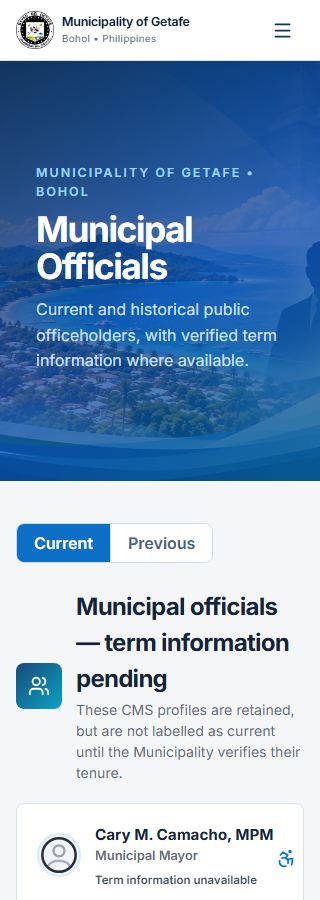 Municipality of Getafe
Bohol • Philippines
MUNICIPALITY OF GETAFE •
BOHOL
Municipal
Officials
Current and historical public
officeholders, with verified term
information where available.
Current
Previous
Municipal officials
— term information
pending
These CMS profiles are retained,
but are not labelled as current
until the Municipality verifies their
tenure.
Cary M. Camacho, MPM
Municipal Mayor
Term information unavailable